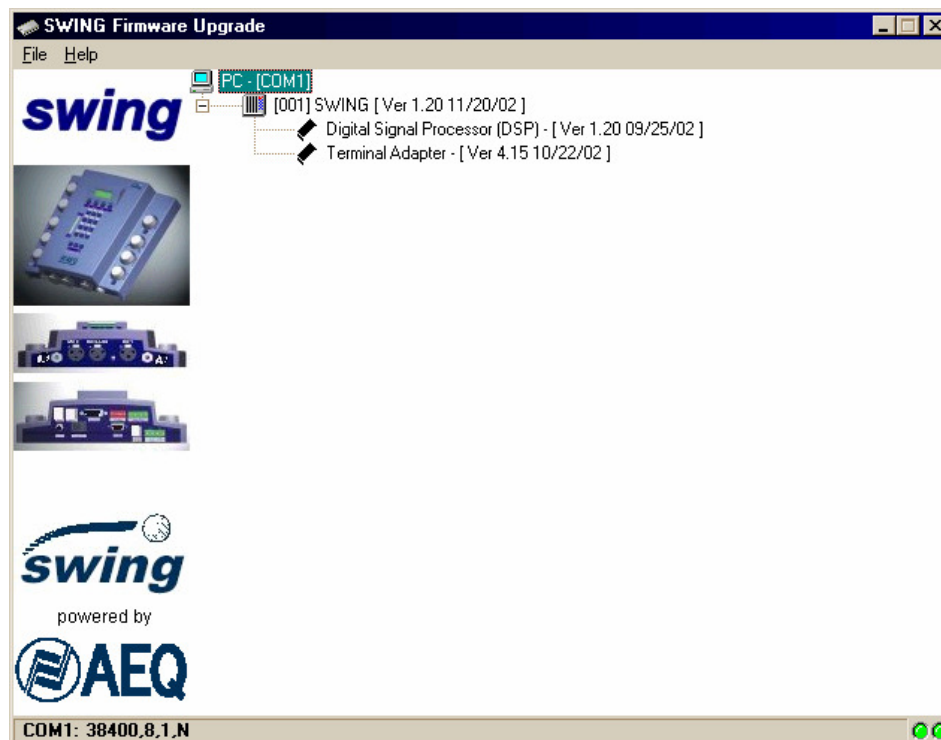 SWING Firmware Upgrade
File Help
swing
PC - [COM1]
[001] SWING [ Ver 1.20 11/20/02 ]
Digital Signal Processor (DSP) - [ Ver 1.20 09/25/02 ]
Terminal Adapter - [ Ver 4.15 10/22/02 ]
swing
powered by
AEQ
COM1: 38400,8,1,N